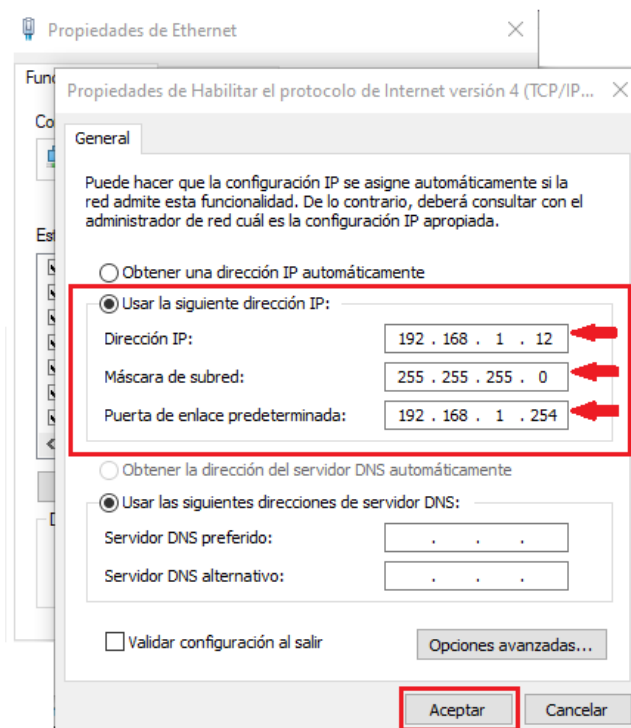 Propiedades de Ethernet
Propiedades de Habilitar el protocolo de Internet versión 4 (TCP/IP...
General
Puede hacer que la configuración IP se asigne automáticamente si la
red admite esta funcionalidad. De lo contrario, deberá consultar con el
administrador de red cuál es la configuración IP apropiada.
Obtener una dirección IP automáticamente
Usar la siguiente dirección IP:
Dirección IP: 192 . 168 . 1 . 12
Máscara de subred: 255 . 255 . 255 . 0
Puerta de enlace predeterminada: 192 . 168 . 1 . 254
Obtener la dirección del servidor DNS automáticamente
Usar las siguientes direcciones de servidor DNS:
Servidor DNS preferido: . . .
Servidor DNS alternativo: . . .
Validar configuración al salir
Opciones avanzadas...
Aceptar Cancelar